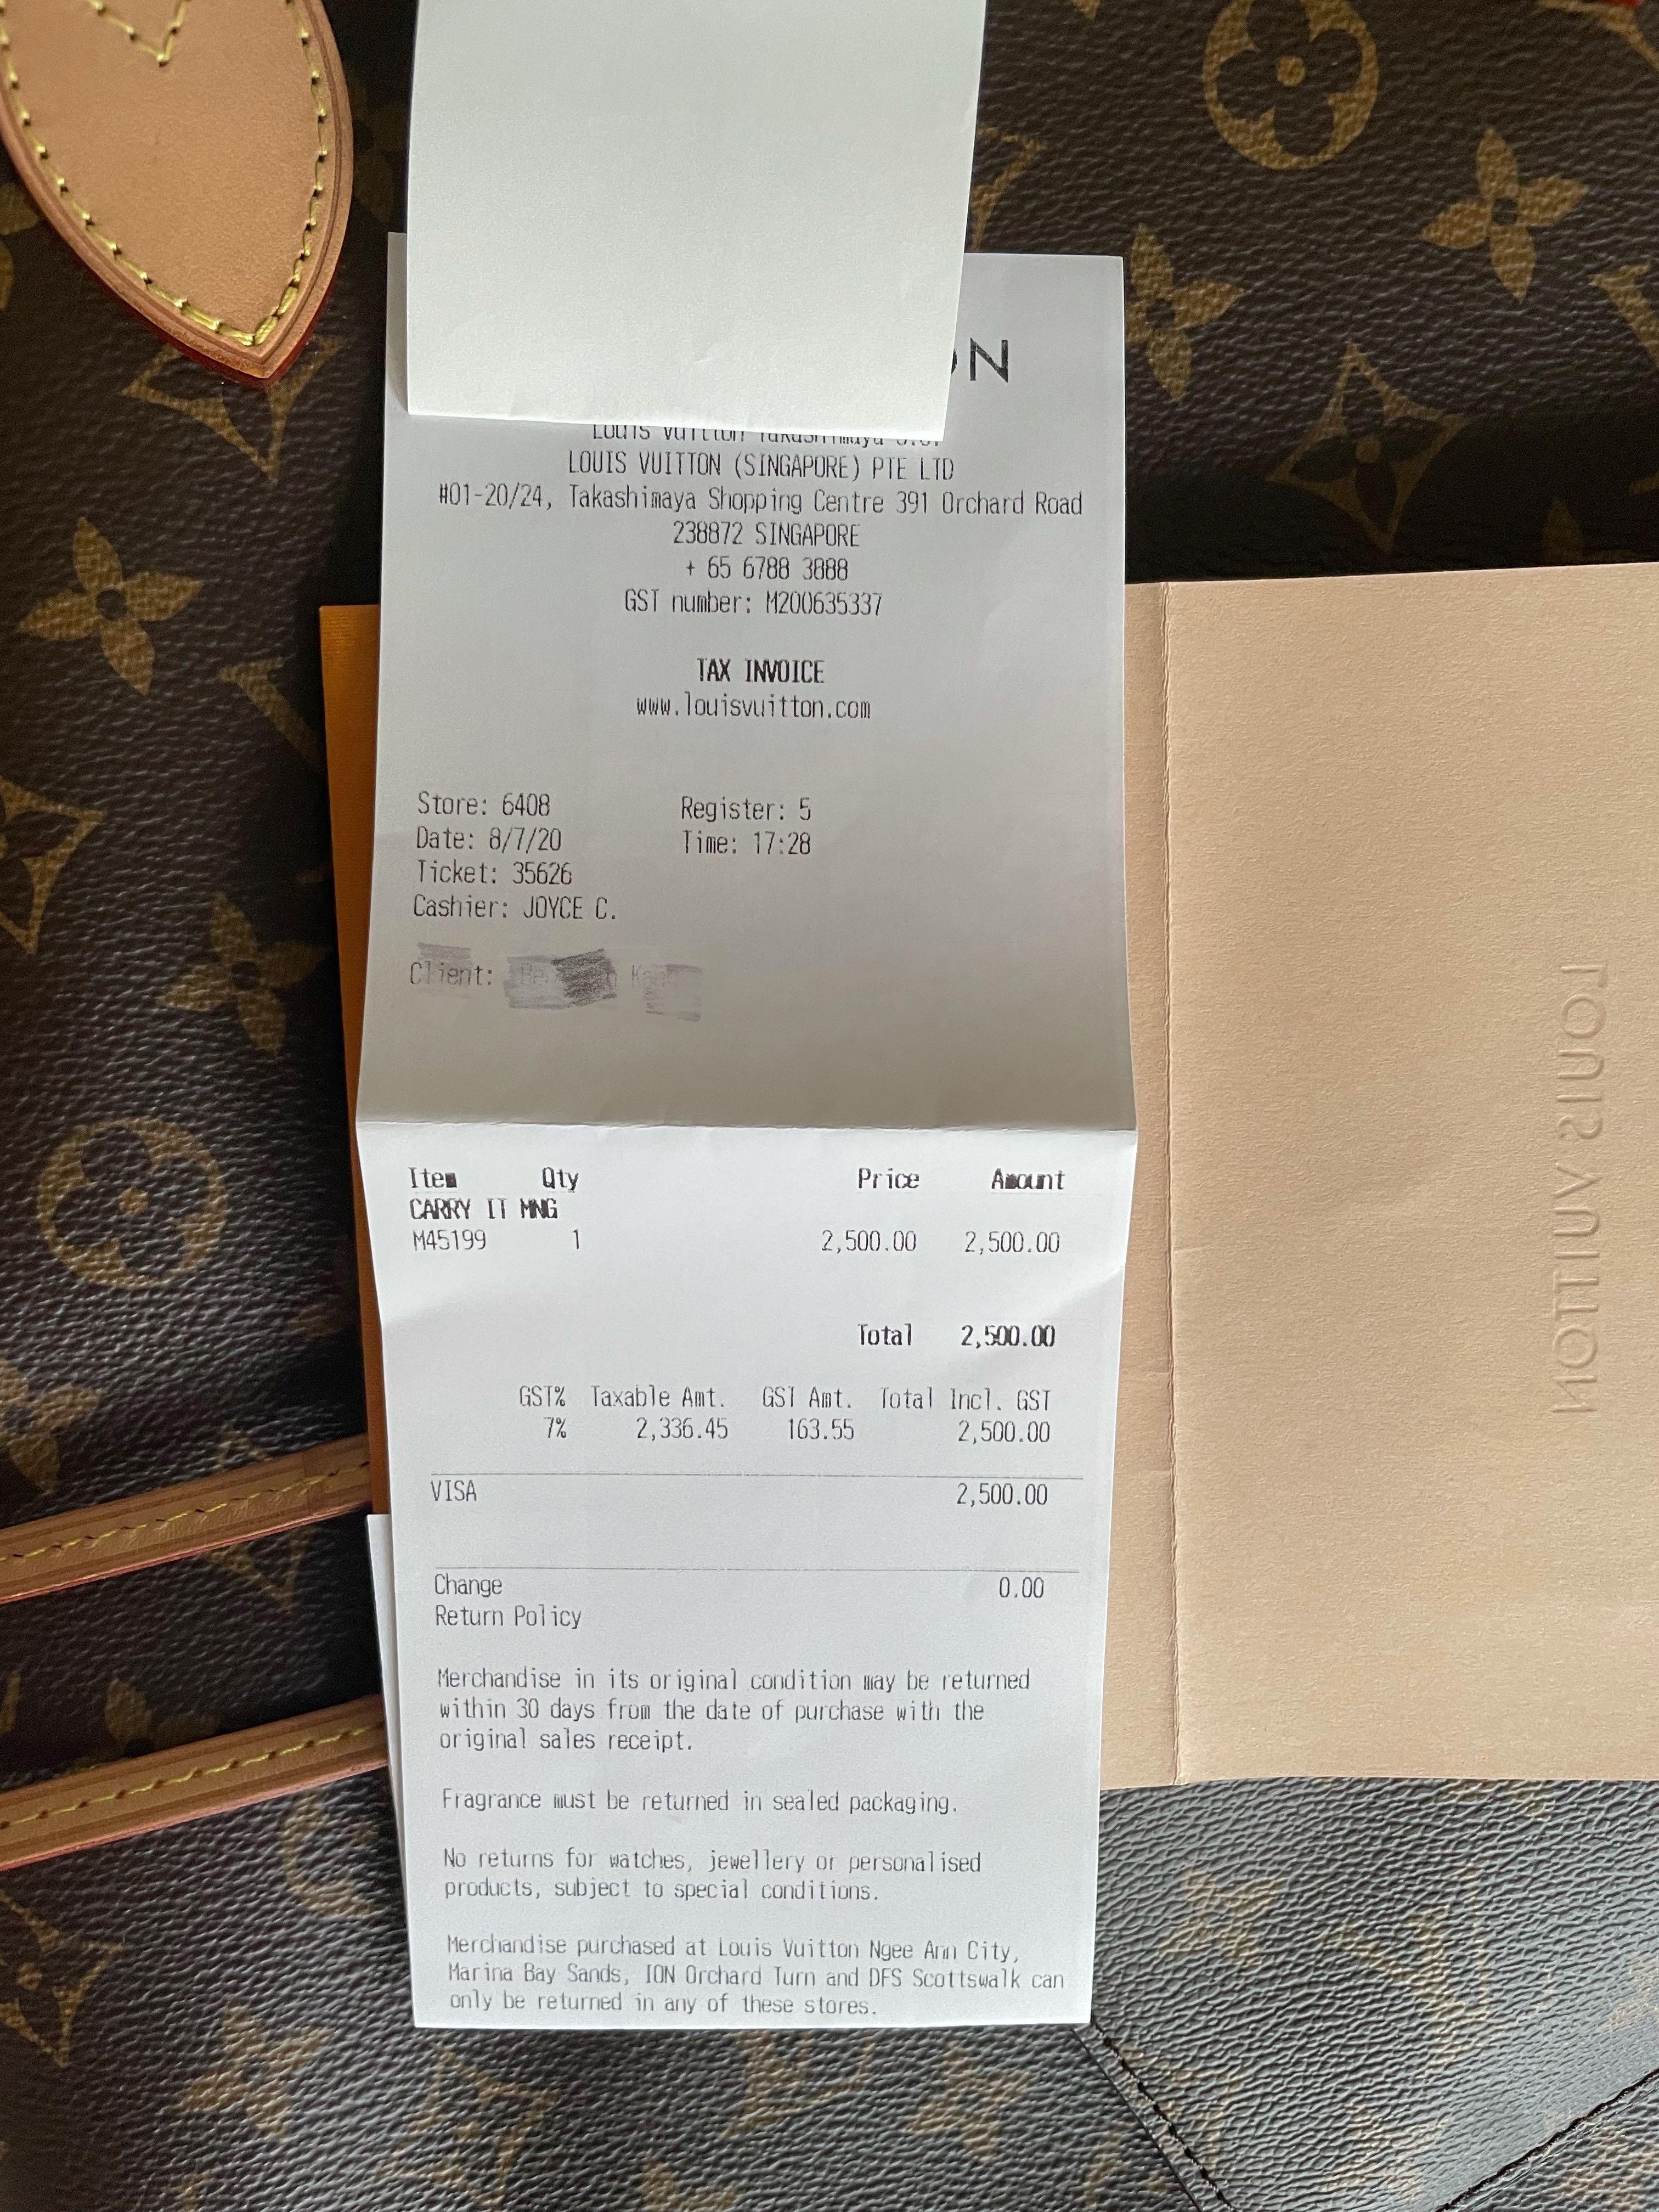 ON
Louis Vuitton Takashimaya
LOUIS VUITTON (SINGAPORE) PTE LTD
#01-20/24, Takashimaya Shopping Centre 391 Orchard Road
238872 SINGAPORE
+ 65 6788 3888
GST number: M200635337
TAX INVOICE
www.louisvuitton.com
Store: 6408 Register: 5
Date: 8/7/20 Time: 17:28
Ticket: 35626
Cashier: JOYCE C.
Client:
Item Qty Price Amount
CARRY IT MNG
M45199 1 2,500.00 2,500.00
Total 2,500.00
GST% Taxable Amt. GST Amt. Total Incl. GST
7% 2,336.45 163.55 2,500.00
VISA 2,500.00
Change 0.00
Return Policy
Merchandise in its original condition may be returned
within 30 days from the date of purchase with the
original sales receipt.
Fragrance must be returned in sealed packaging.
No returns for watches, jewellery or personalised
products, subject to special conditions.
Merchandise purchased at Louis Vuitton Ngee Ann City,
Marina Bay Sands, ION Orchard Turn and DFS Scottswalk can
only be returned in any of these stores.
LOUIS VUITTON